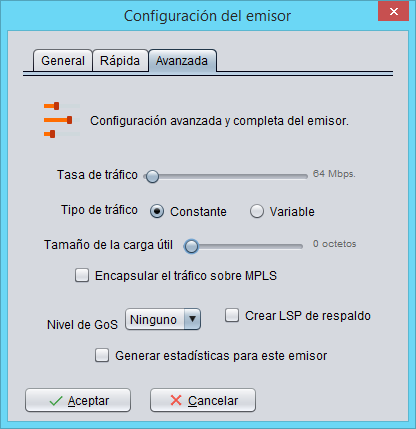 Configuración del emisor
General
Rápida
Avanzada
Configuración avanzada y completa del emisor.
Tasa de tráfico
64 Mbps.
Tipo de tráfico
Constante
Variable
Tamaño de la carga útil
0 octetos
Encapsular el tráfico sobre MPLS
Nivel de GoS
Ninguno
Crear LSP de respaldo
Generar estadísticas para este emisor
Aceptar
Cancelar